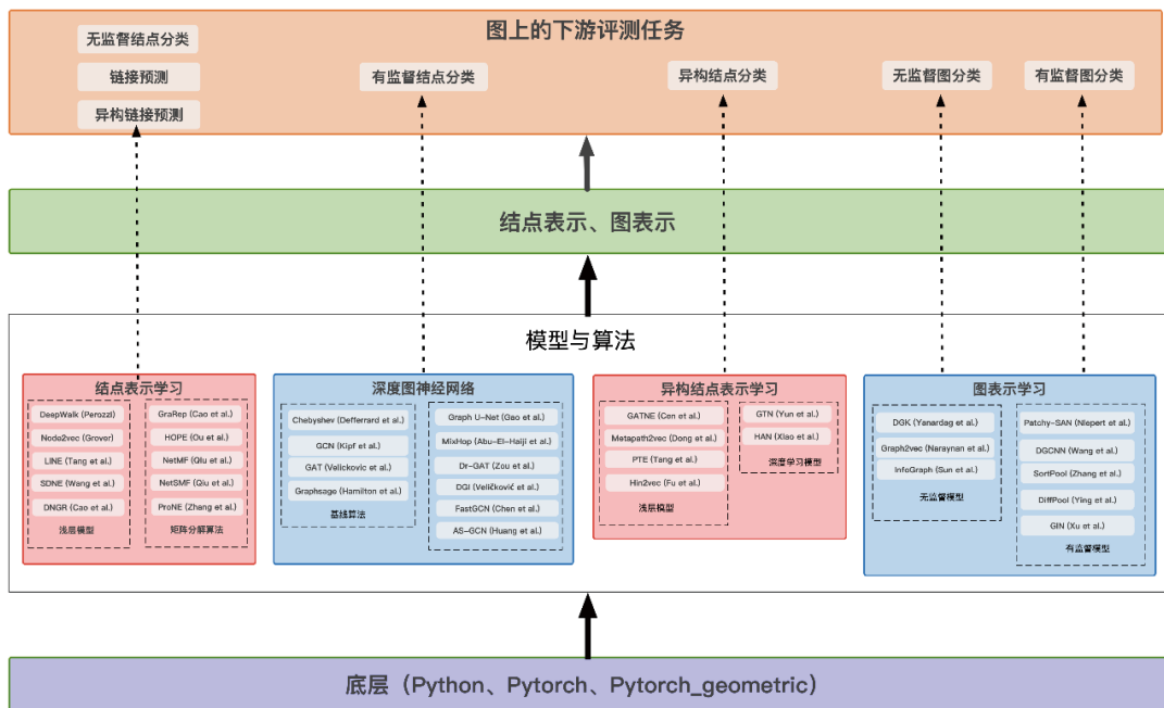 图上的下游评测任务
无监督结点分类
链接预测
异构链接预测
有监督结点分类
异构结点分类
无监督图分类
有监督图分类
结点表示、图表示
模型与算法
结点表示学习
DeepWalk (Perozzi)
Node2vec (Grover)
LINE (Tang et al.)
SDNE (Wang et al.)
DNGR (Cao et al.)
浅层模型
GraRep (Cao et al.)
HOPE (Ou et al.)
NetMF (Qiu et al.)
NetSMF (Qiu et al.)
ProNE (Zhang et al.)
矩阵分解算法
深度图神经网络
Chebyshev (Defferrard et al.)
GCN (Kipf et al.)
GAT (Velickovic et al.)
Graphsage (Hamilton et al.)
基线算法
Graph U-Net (Gao et al.)
MixHop (Abu-El-Haiji et al.)
Dr-GAT (Zou et al.)
DGI (Veličković et al.)
FastGCN (Chen et al.)
AS-GCN (Huang et al.)
异构结点表示学习
GATNE (Cen et al.)
Metapath2vec (Dong et al.)
PTE (Tang et al.)
Hin2vec (Fu et al.)
浅层模型
GTN (Yun et al.)
HAN (Xiao et al.)
深度学习模型
图表示学习
DGK (Yanardag et al.)
Graph2vec (Narayanan et al.)
InfoGraph (Sun et al.)
无监督模型
Patchy-SAN (Niepert et al.)
DGCNN (Wang et al.)
SortPool (Zhang et al.)
DiffPool (Ying et al.)
GIN (Xu et al.)
有监督模型
底层（Python、Pytorch、Pytorch_geometric）